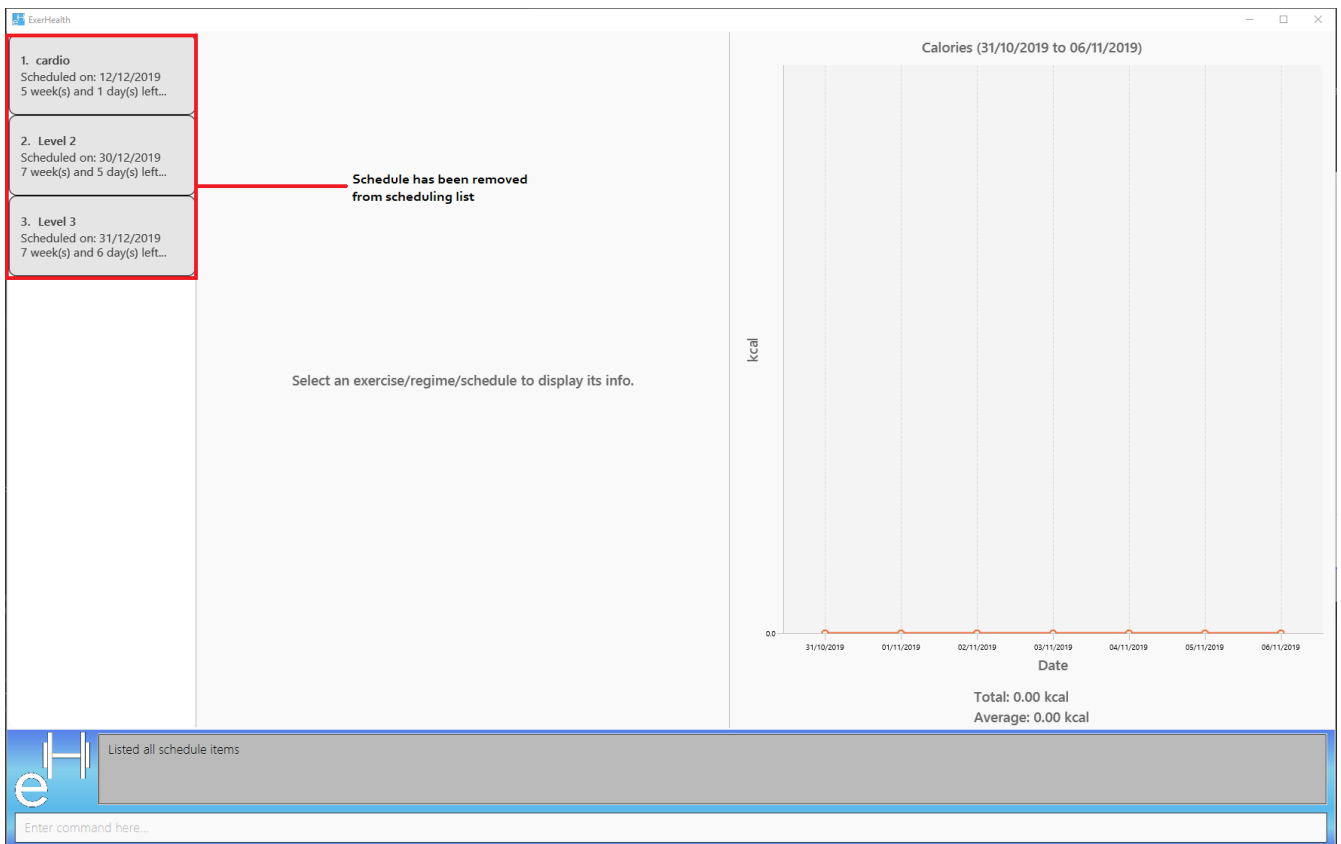 ExerHealth
1. cardio
Scheduled on: 12/12/2019
5 week(s) and 1 day(s) left...
2. Level 2
Scheduled on: 30/12/2019
7 week(s) and 5 day(s) left...
3. Level 3
Scheduled on: 31/12/2019
7 week(s) and 6 day(s) left...
Schedule has been removed
from scheduling list
Select an exercise/regime/schedule to display its info.
Calories (31/10/2019 to 06/11/2019)
kcal
0.0
31/10/2019 01/11/2019 02/11/2019 03/11/2019 04/11/2019 05/11/2019 06/11/2019
Date
Total: 0.00 kcal
Average: 0.00 kcal
eH
Listed all schedule items
Enter command here...